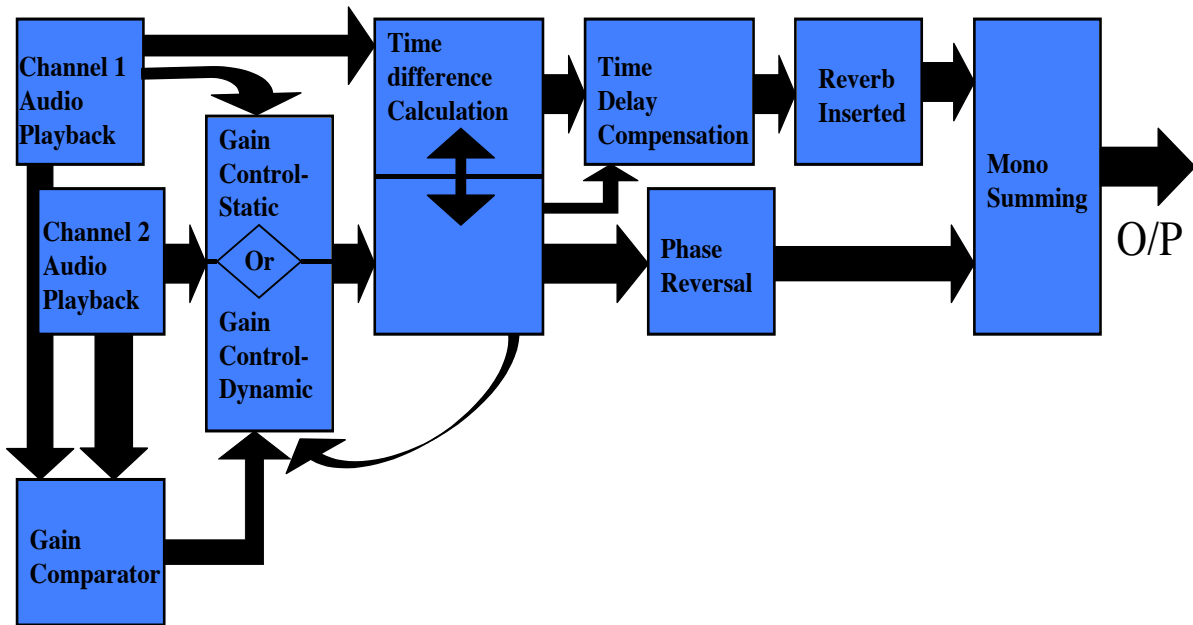 Channel 1
Audio
Playback
Channel 2
Audio
Playback
Gain
Comparator
Gain
Control-
Static
Or
Gain
Control-
Dynamic
Time
difference
Calculation
Time
Delay
Compensation
Reverb
Inserted
Phase
Reversal
Mono
Summing
O/P